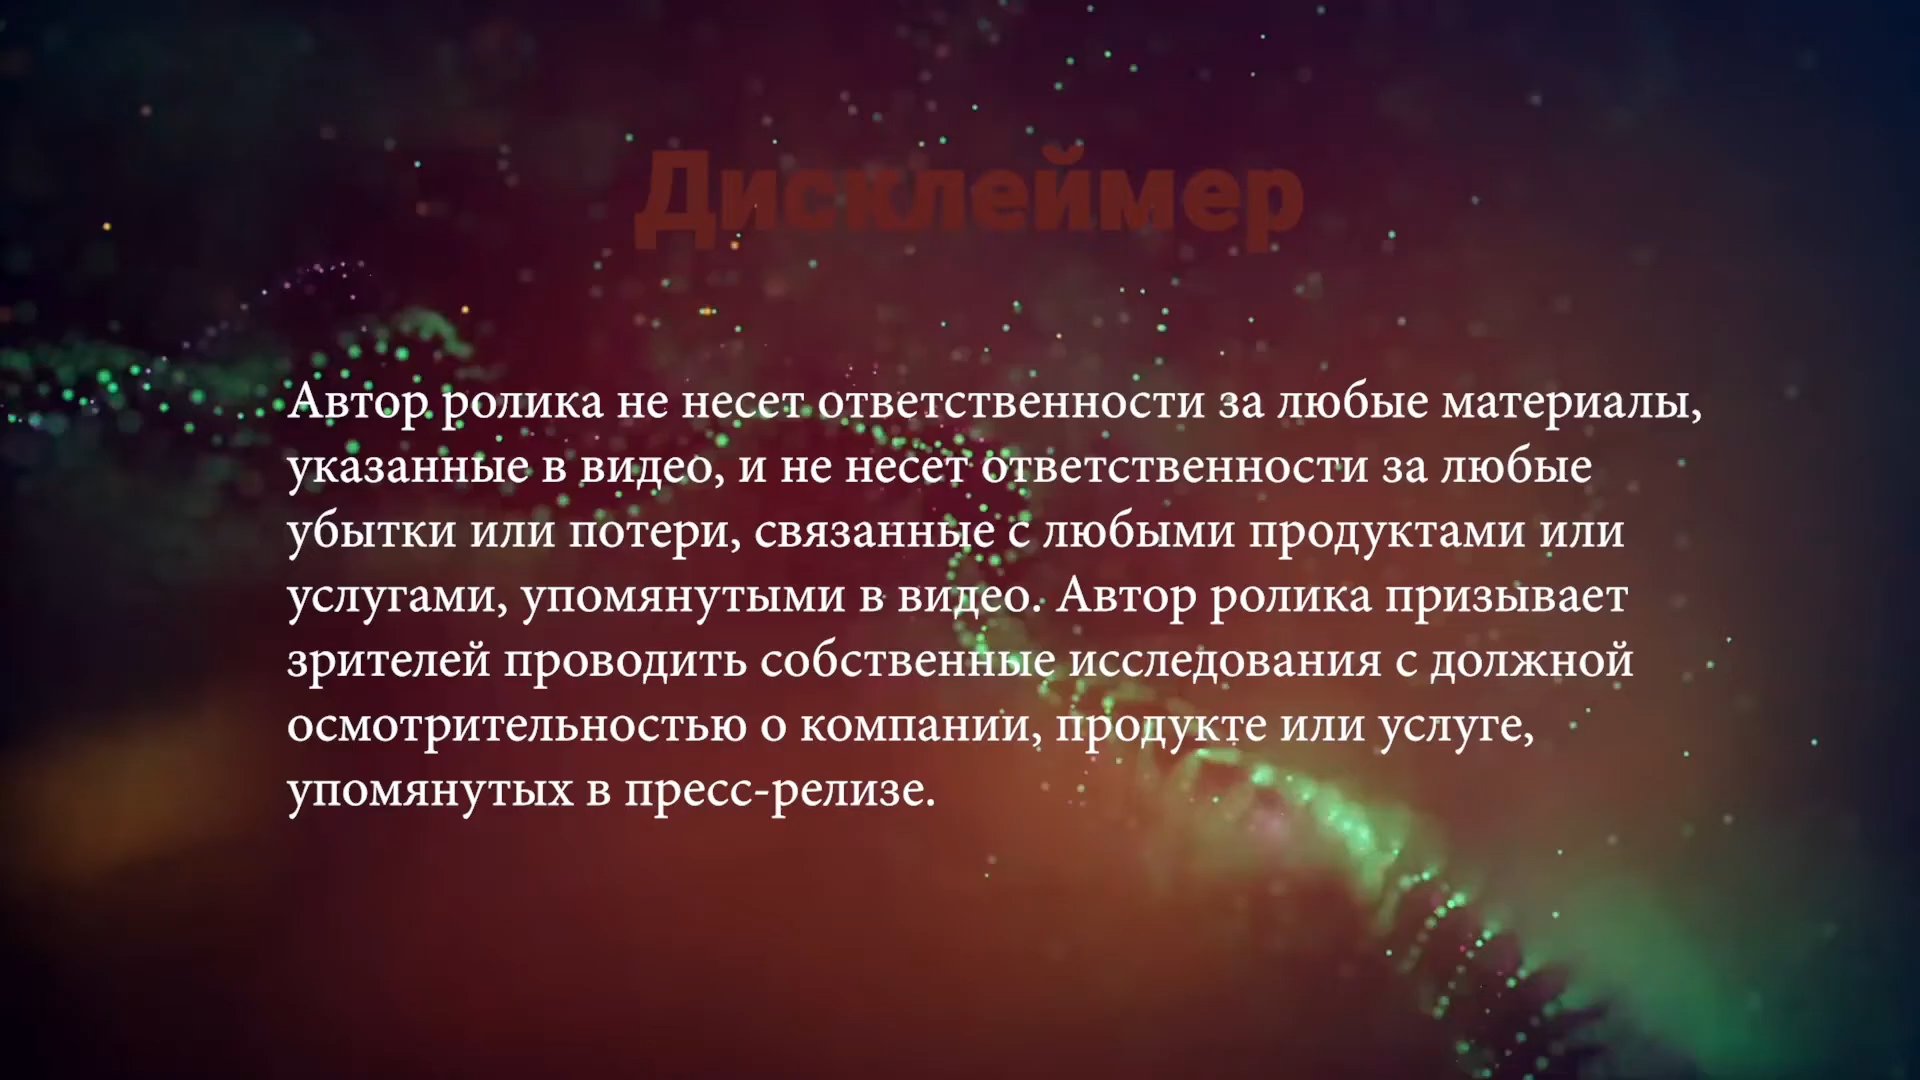 Дисклеймер
Автор ролика не несет ответственности за любые материалы,
указанные в видео, и не несет ответственности за любые
убытки или потери, связанные с любыми продуктами или
услугами, упомянутыми в видео. Автор ролика призывает
зрителей проводить собственные исследования с должной
осмотрительностью о компании, продукте или услуге,
упомянутых в пресс-релизе.